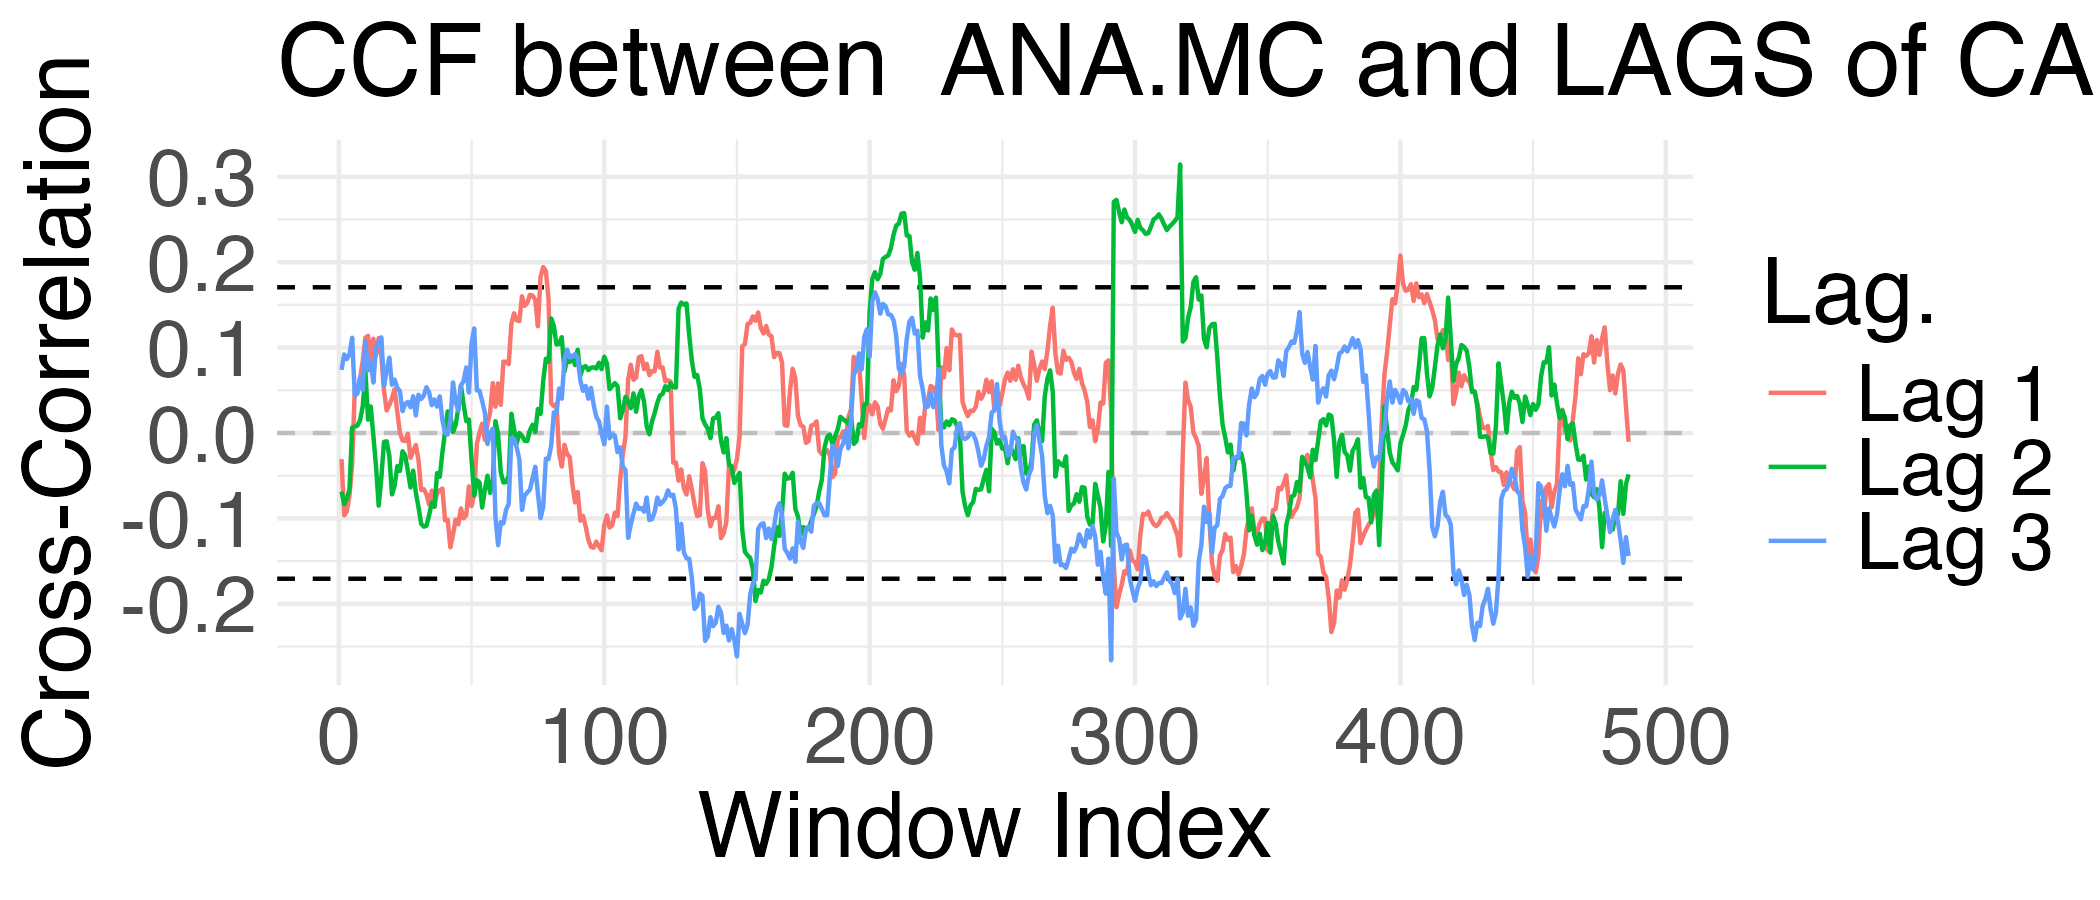 CCF between ANA.MC and LAGS of CA
Cross-Correlation
0.3
0.2
0.1
0.0
-0.1
-0.2
0 100 200 300 400 500
Window Index
Lag.
Lag 1
Lag 2
Lag 3